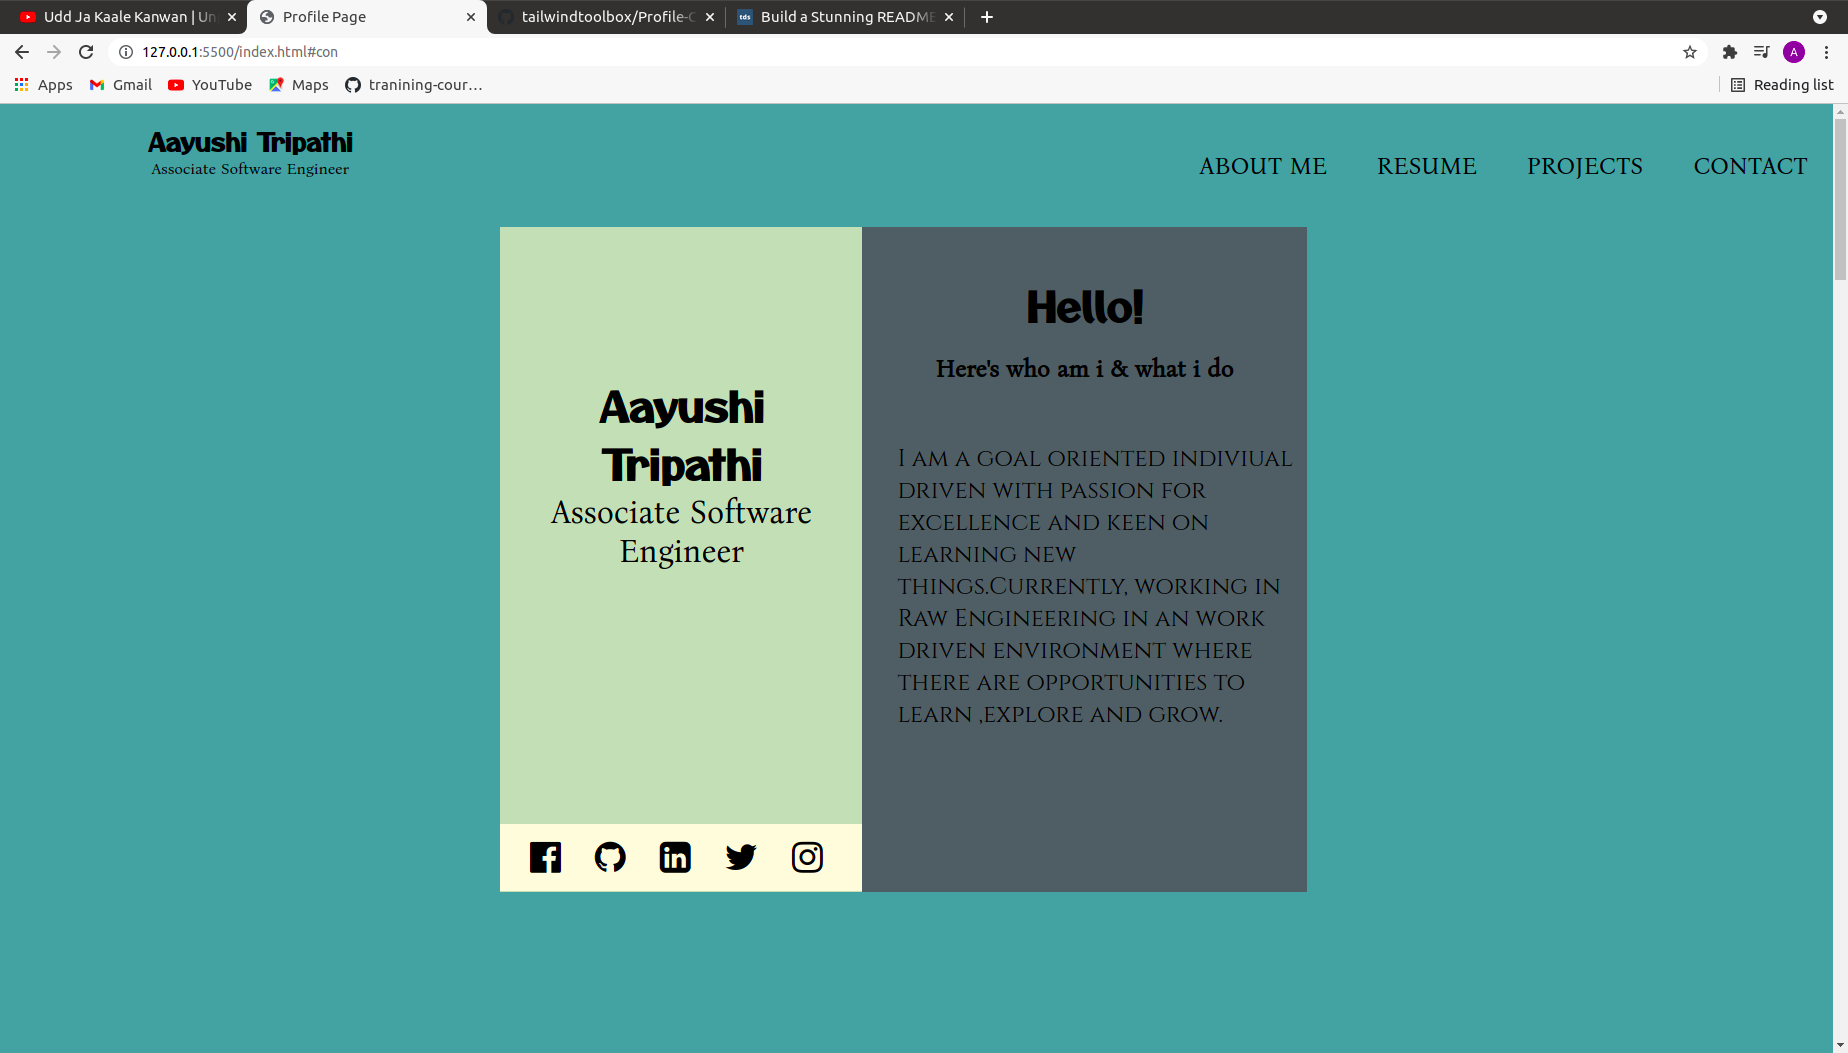 Udd Ja Kaale Kanwan | Un
Profile Page
tailwindtoolbox/Profile-C
Build a Stunning README
127.0.0.1:5500/index.html#con
A
Apps
Gmail
YouTube
Maps
tranining-cour...
Reading list
Aayushi Tripathi
Associate Software Engineer
ABOUT ME
RESUME
PROJECTS
CONTACT
Aayushi
Tripathi
Associate Software
Engineer
Hello!
Here's who am i & what i do
I am a goal oriented indiviual
driven with passion for
excellence and keen on
learning new
things.Currently, working in
Raw Engineering in an work
driven environment where
there are opportunities to
learn ,explore and grow.